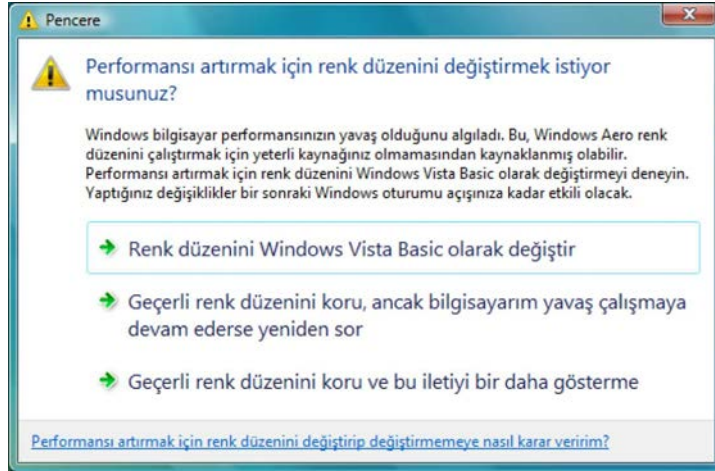 Pencere
Performansı artırmak için renk düzenini değiştirmek istiyor
musunuz?
Windows bilgisayar performansınızın yavaş olduğunu algıladı. Bu, Windows Aero renk
düzenini çalıştırmak için yeterli kaynağınız olmamasından kaynaklanmış olabilir.
Performansı artırmak için renk düzenini Windows Vista Basic olarak değiştirmeyi deneyin.
Yaptığınız değişiklikler bir sonraki Windows oturumu açışınıza kadar etkili olacak.
Renk düzenini Windows Vista Basic olarak değiştir
Geçerli renk düzenini koru, ancak bilgisayarım yavaş çalışmaya
devam ederse yeniden sor
Geçerli renk düzenini koru ve bu iletiyi bir daha gösterme
Performansı artırmak için renk düzenini değiştirip değiştirmemeye nasıl karar veririm?